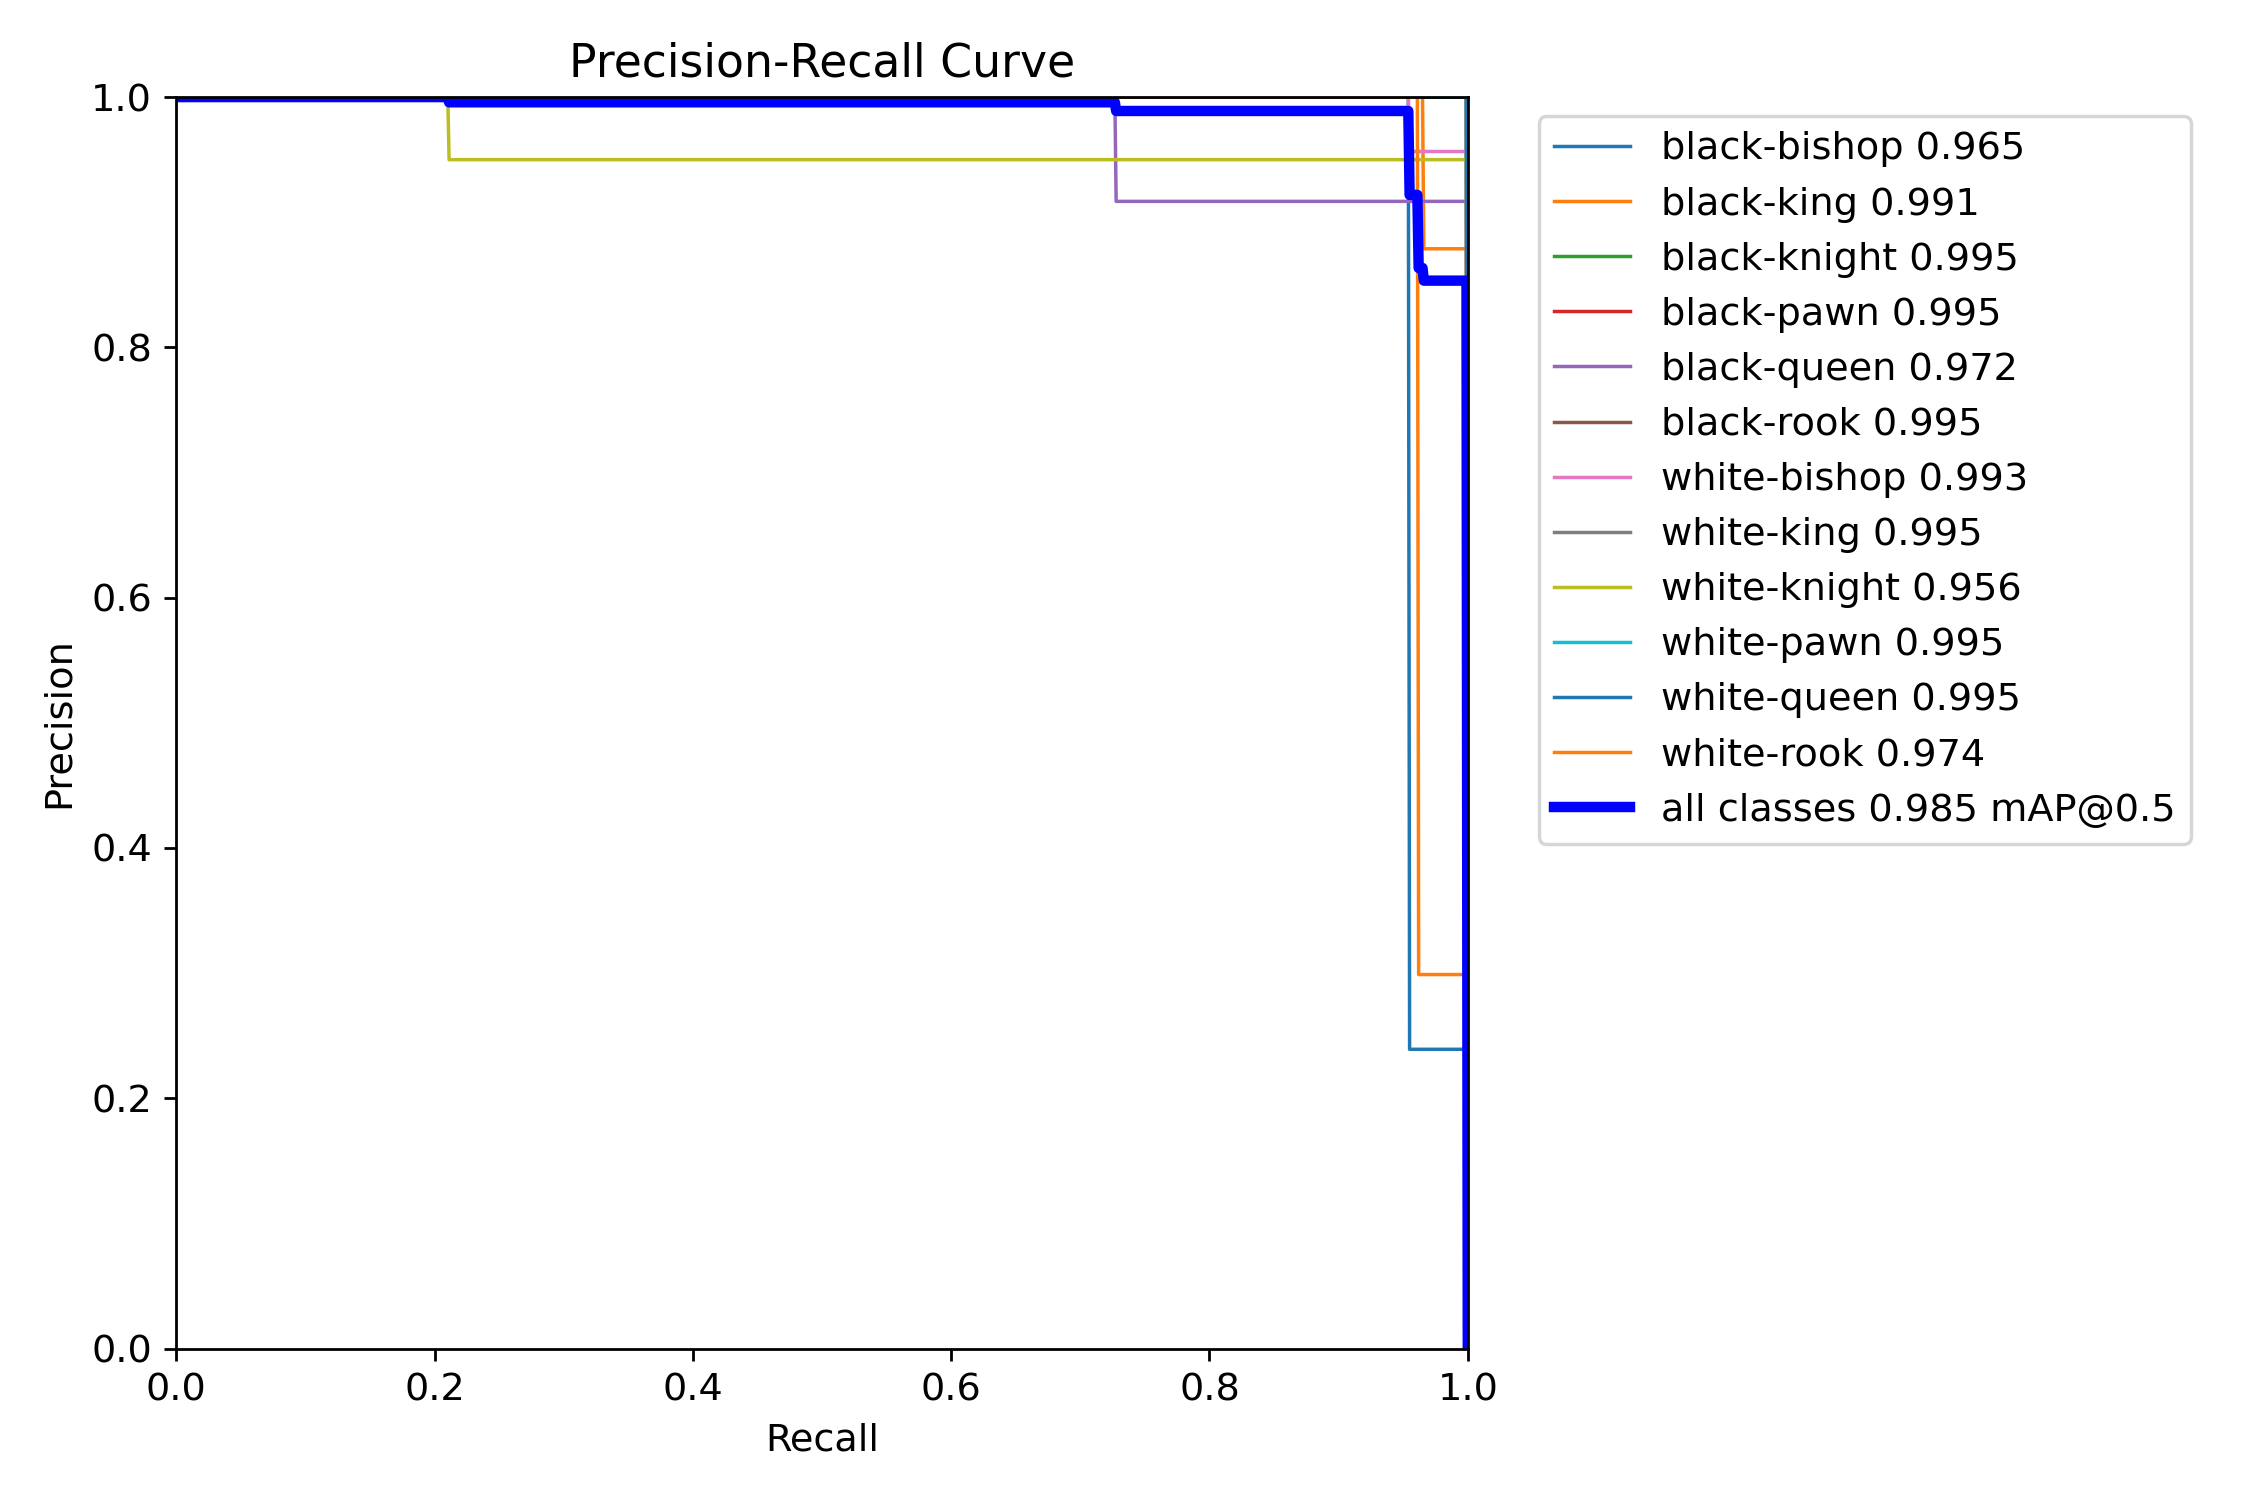 Precision-Recall Curve
1.0
0.8
0.6
0.4
0.2
0.0
Precision
0.0 0.2 0.4 0.6 0.8 1.0
Recall
black-bishop 0.965
black-king 0.991
black-knight 0.995
black-pawn 0.995
black-queen 0.972
black-rook 0.995
white-bishop 0.993
white-king 0.995
white-knight 0.956
white-pawn 0.995
white-queen 0.995
white-rook 0.974
all classes 0.985 mAP@0.5